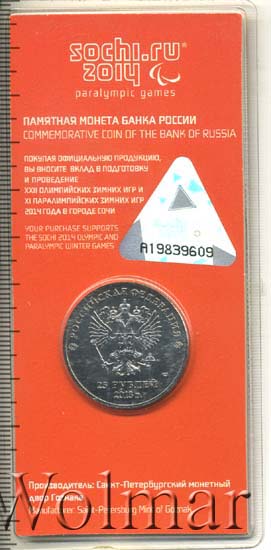 sochi.ru
2014
paralympic games
ПАМЯТНАЯ МОНЕТА БАНКА РОССИИ
COMMEMORATIVE COIN OF THE BANK OF RUSSIA
ПОКУПАЯ ОФИЦИАЛЬНУЮ ПРОДУКЦИЮ,
ВЫ ВНОСИТЕ ВКЛАД В ПОДГОТОВКУ
И ПРОВЕДЕНИЕ
XXII ОЛИМПИЙСКИХ ЗИМНИХ ИГР И
XI ПАРАЛИМПИЙСКИХ ЗИМНИХ ИГР
2014 ГОДА В ГОРОДЕ СОЧИ
YOUR PURCHASE SUPPORTS
THE SOCHI 2014 OLYMPIC AND
PARALYMPIC WINTER GAMES
A19839609
РОССИЙСКАЯ ФЕДЕРАЦИЯ
25 РУБЛЕЙ
2013 г.
Производитель: Санкт-Петербургский монетный
двор Гознака
Manufacturer: Saint-Petersburg Mint of Goznak
Wolmar